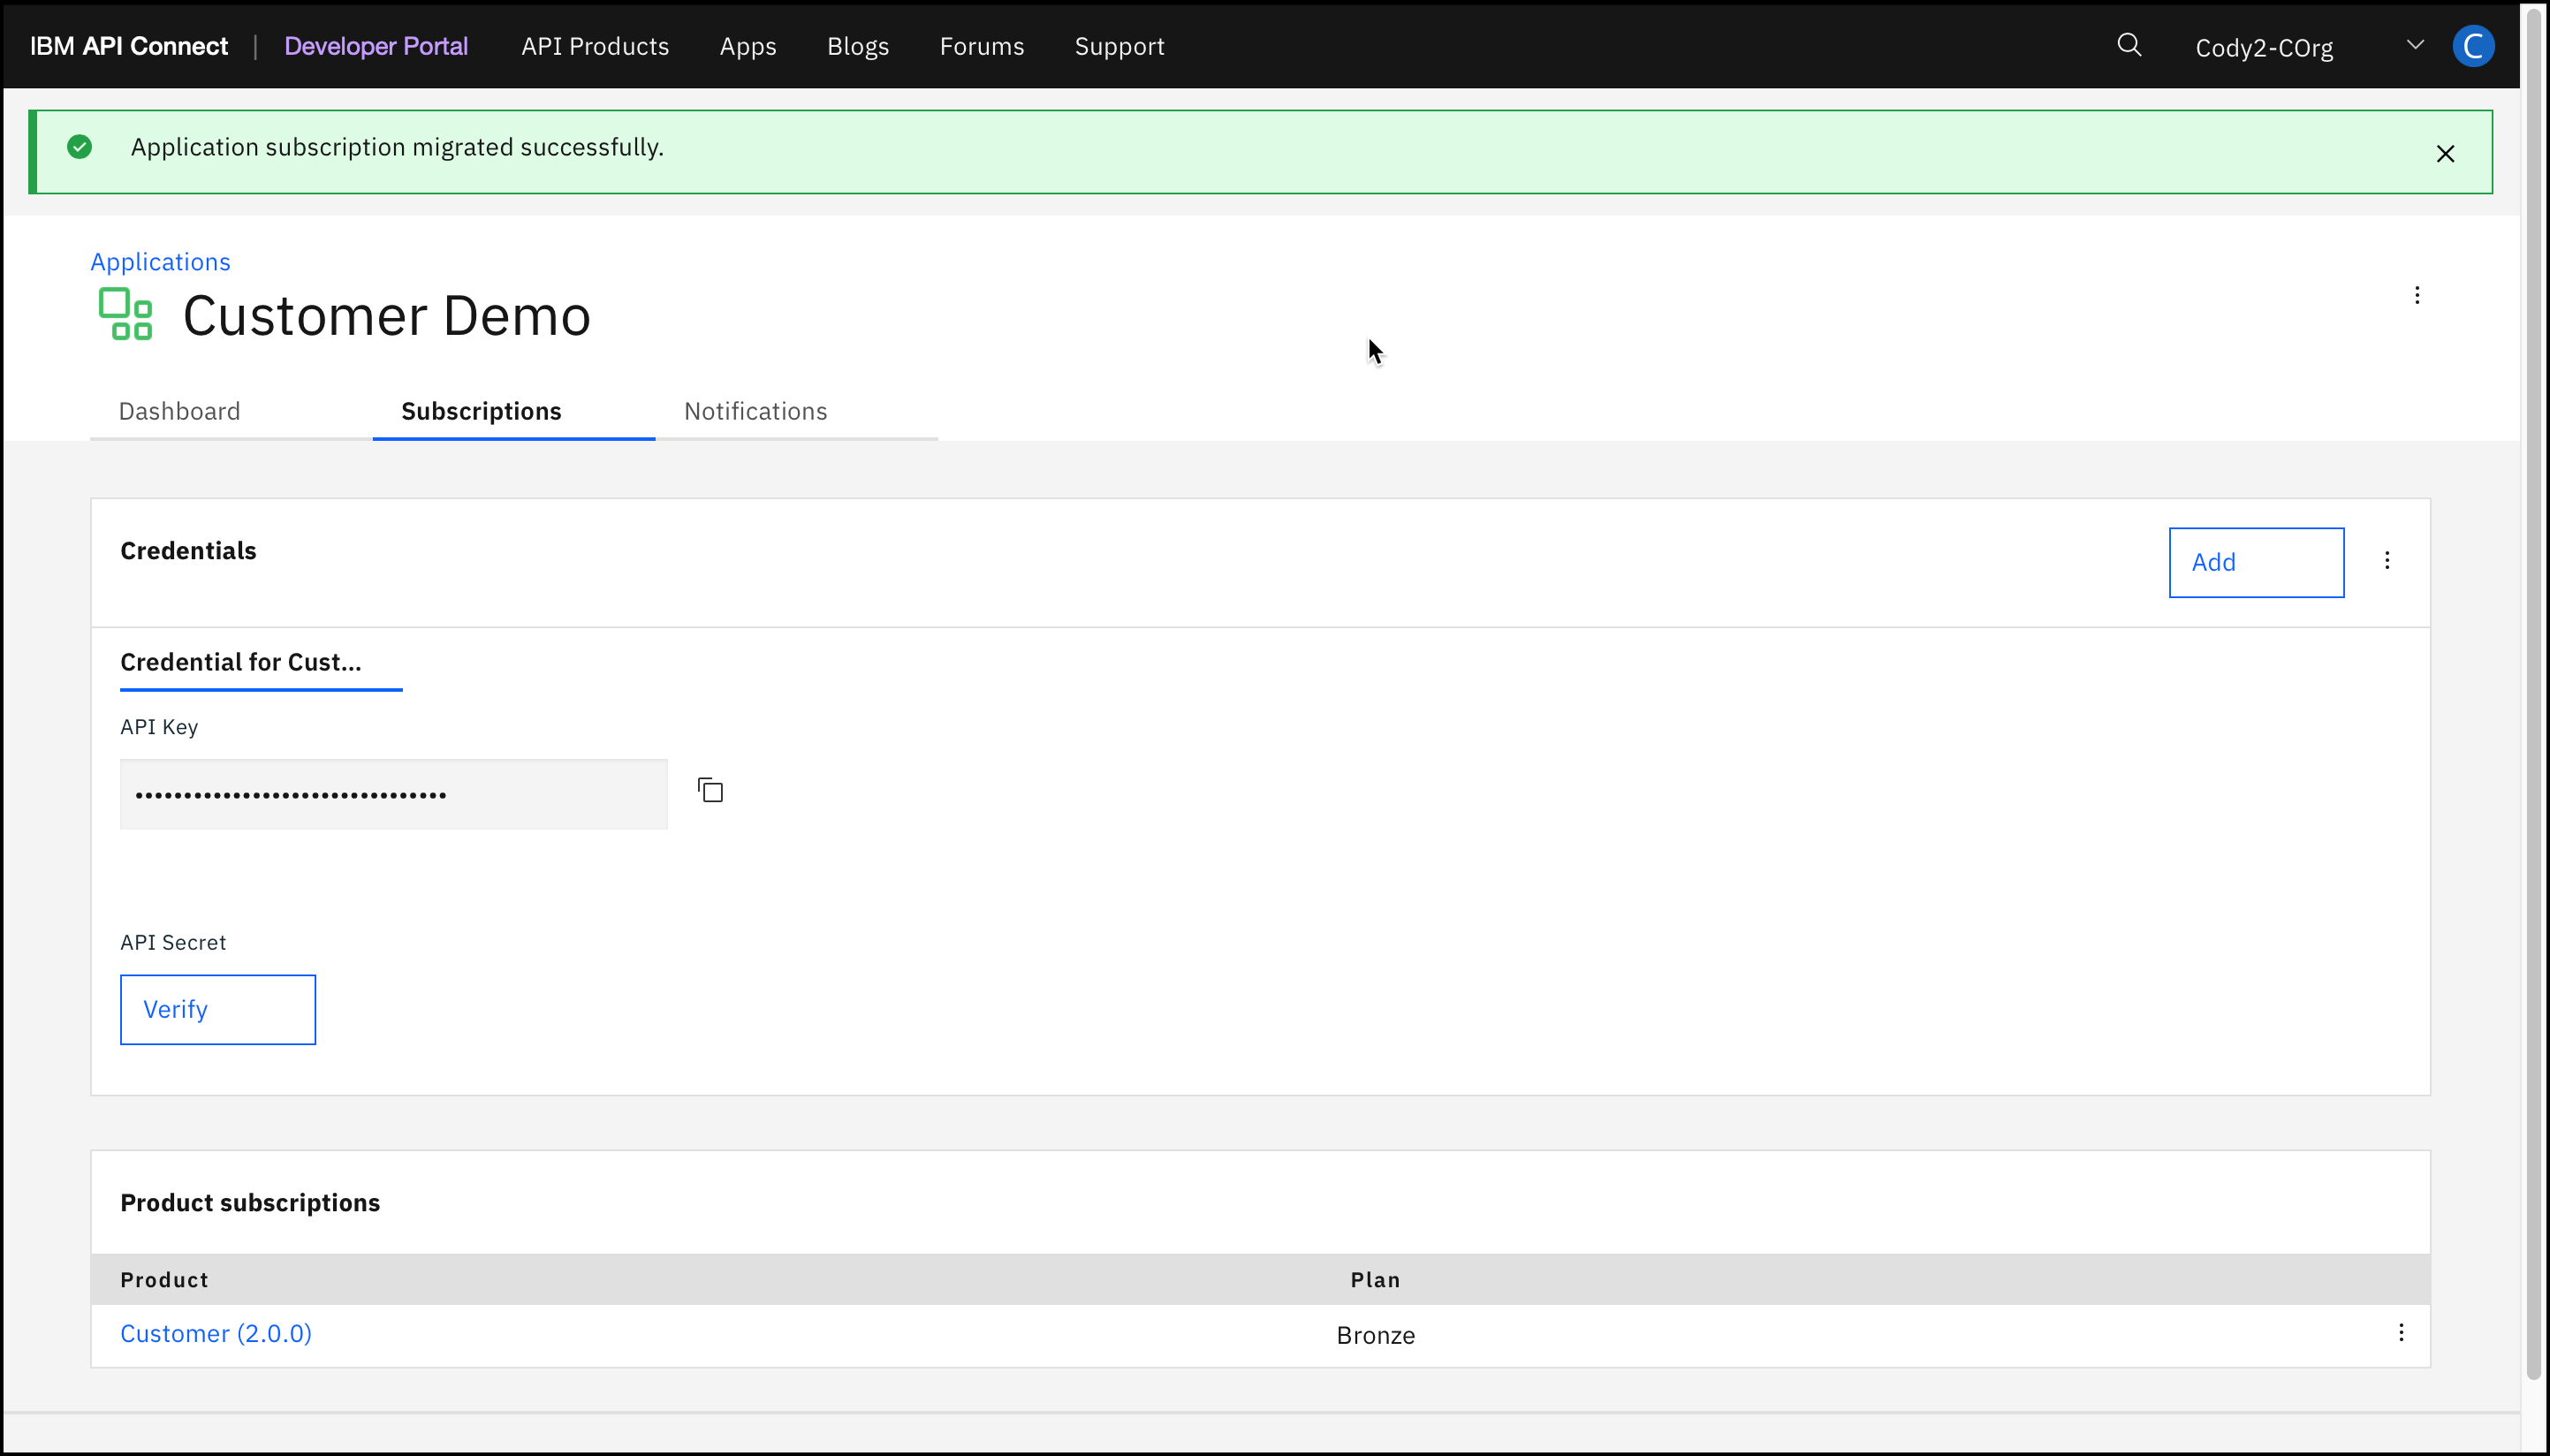 IBM API Connect | Developer Portal API Products Apps Blogs Forums Support Cody2-COrg C
Application subscription migrated successfully.
Applications
Customer Demo
Dashboard Subscriptions Notifications
Credentials
Add
Credential for Cust...
API Key
••••••••••••••••••••••••••••••••
API Secret
Verify
Product subscriptions
Product Plan
Customer (2.0.0) Bronze